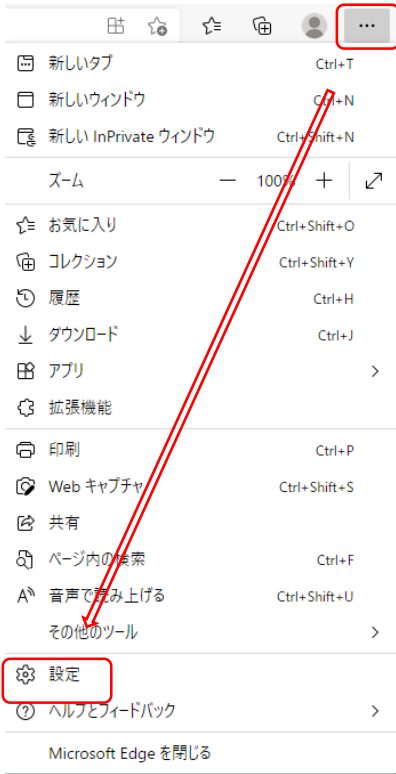 新しいタブ Ctrl+T
新しいウィンドウ Ctrl+N
新しい InPrivate ウィンドウ Ctrl+Shift+N
ズーム 100%
お気に入り Ctrl+Shift+O
コレクション Ctrl+Shift+Y
履歴 Ctrl+H
ダウンロード Ctrl+J
アプリ
拡張機能
印刷 Ctrl+P
Web キャプチャ Ctrl+Shift+S
共有
ページ内の検索 Ctrl+F
音声で読み上げる Ctrl+Shift+U
その他のツール
設定
ヘルプとフィードバック
Microsoft Edge を閉じる